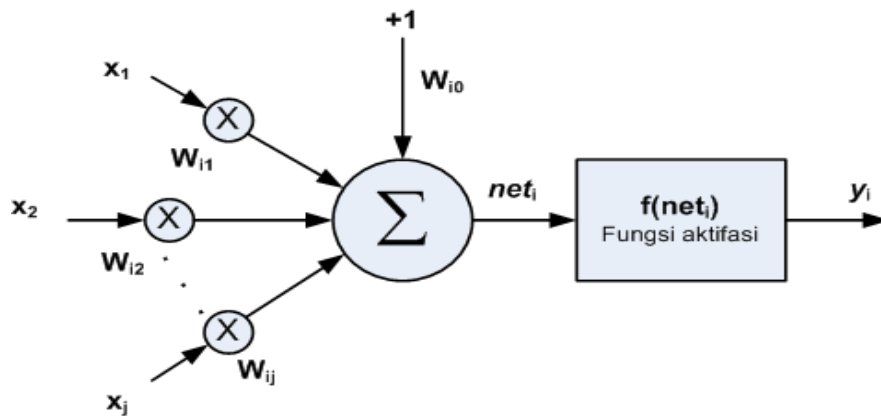 +1
x1
Wi0
X
Wi1
x2
X
Wi2
∑
neti
f(neti)
Fungsi aktifasi
yi
X
Wij
xj